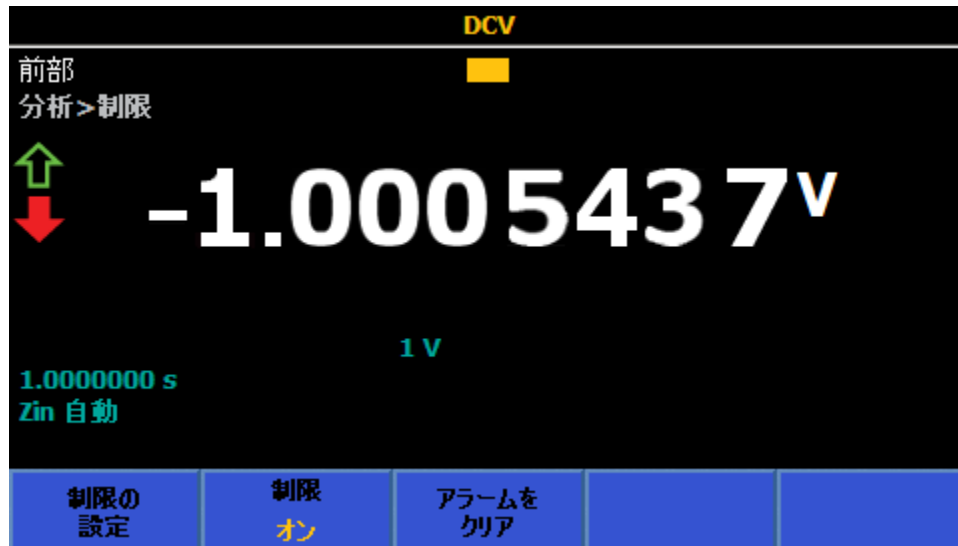 DCV
前部
分析>制限
-1.0005437 V
1 V
1.0000000 s
Zin 自動
制限の
設定
制限
オン
アラームを
クリア